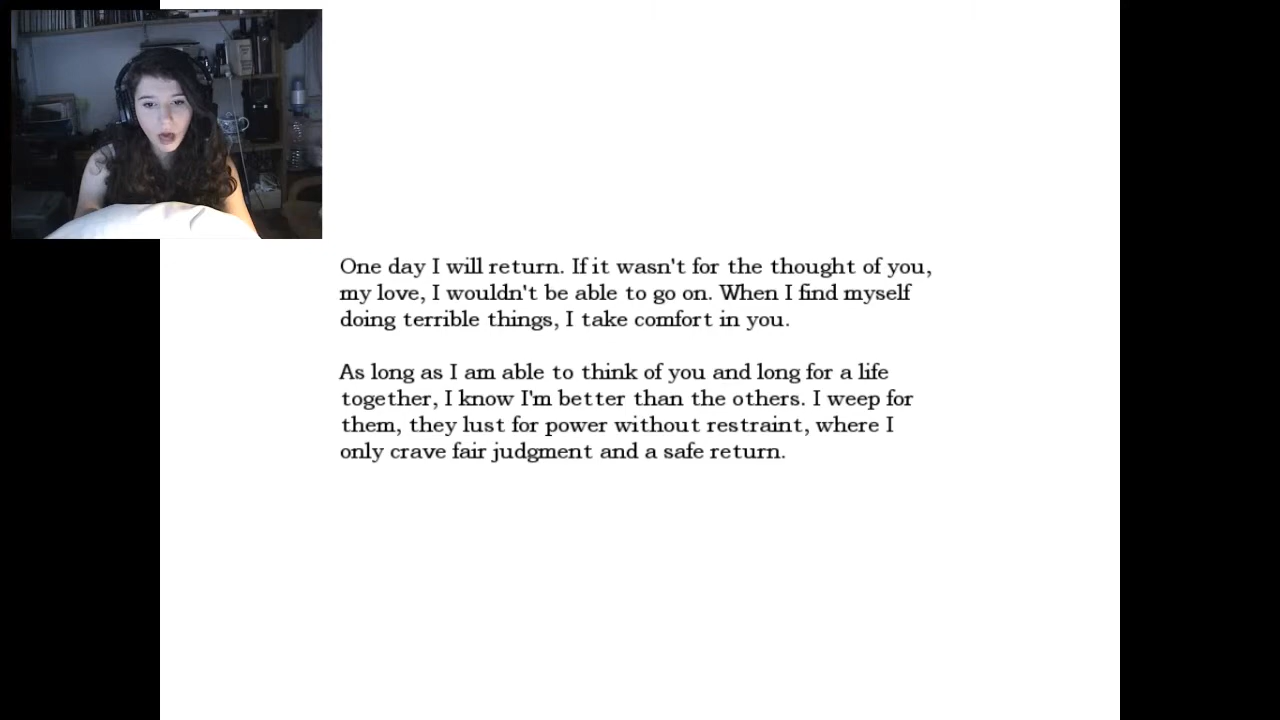 One day I will return. If it wasn't for the thought of you,
my love, I wouldn't be able to go on. When I find myself
doing terrible things, I take comfort in you.
As long as I am able to think of you and long for a life
together, I know I'm better than the others. I weep for
them, they lust for power without restraint, where I
only crave fair judgment and a safe return.